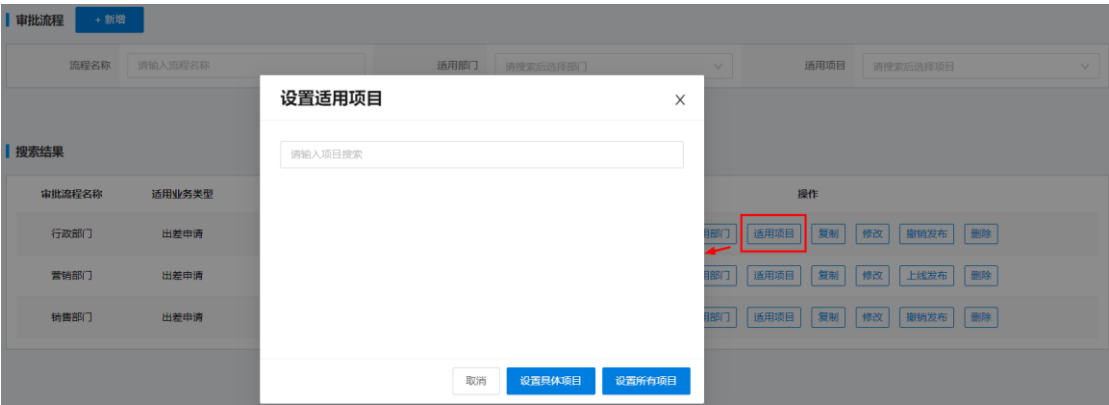 审批流程 + 新增
流程名称 请输入流程名称 适用部门 请搜索后选择部门 适用项目 请搜索后选择项目
设置适用项目 X
请输入项目搜索
搜索结果
审批流程名称 适用业务类型 操作
行政部门 出差申请 用部门 适用项目 复制 修改 撤销发布 删除
营销部门 出差申请 用部门 适用项目 复制 修改 上线发布 删除
销售部门 出差申请 用部门 适用项目 复制 修改 撤销发布 删除
取消 设置具体项目 设置所有项目